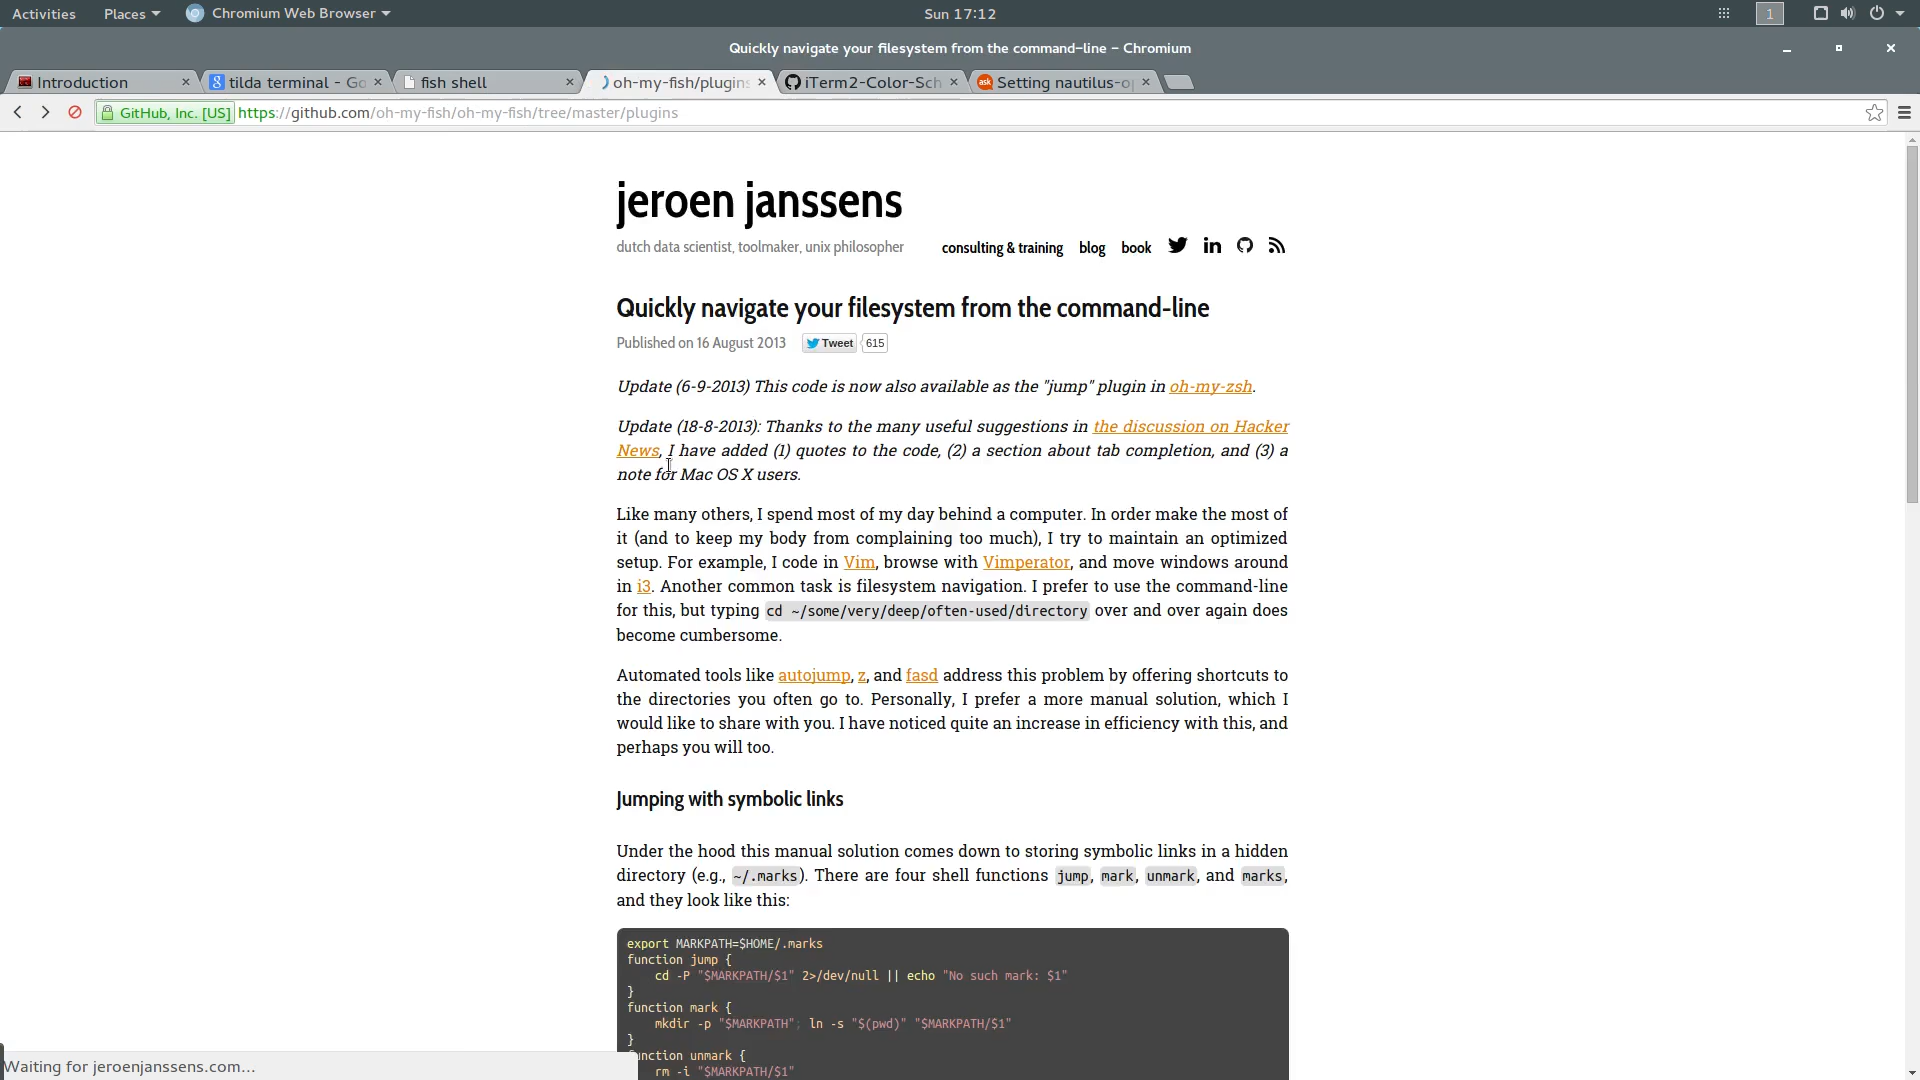 Activities Places Chromium Web Browser Sun 17:12 1
Quickly navigate your filesystem from the command-line - Chromium
Introduction tilda terminal - Go fish shell oh-my-fish/plugins iTerm2-Color-Sch ask Setting nautilus-o
GitHub, Inc. [US] https://github.com/oh-my-fish/oh-my-fish/tree/master/plugins
jeroen janssens
dutch data scientist, toolmaker, unix philosopher consulting & training blog book
Quickly navigate your filesystem from the command-line
Published on 16 August 2013 Tweet 615
Update (6-9-2013) This code is now also available as the "jump" plugin in oh-my-zsh.
Update (18-8-2013): Thanks to the many useful suggestions in the discussion on Hacker
News, I have added (1) quotes to the code, (2) a section about tab completion, and (3) a
note for Mac OS X users.
Like many others, I spend most of my day behind a computer. In order make the most of
it (and to keep my body from complaining too much), I try to maintain an optimized
setup. For example, I code in Vim, browse with Vimperator, and move windows around
in i3. Another common task is filesystem navigation. I prefer to use the command-line
for this, but typing cd ~/some/very/deep/often-used/directory over and over again does
become cumbersome.
Automated tools like autojump, z, and fasd address this problem by offering shortcuts to
the directories you often go to. Personally, I prefer a more manual solution, which I
would like to share with you. I have noticed quite an increase in efficiency with this, and
perhaps you will too.
Jumping with symbolic links
Under the hood this manual solution comes down to storing symbolic links in a hidden
directory (e.g., ~/.marks). There are four shell functions jump, mark, unmark, and marks,
and they look like this:
export MARKPATH=$HOME/.marks
function jump {
    cd -P "$MARKPATH/$1" 2>/dev/null || echo "No such mark: $1"
}
function mark {
    mkdir -p "$MARKPATH"; ln -s "$(pwd)" "$MARKPATH/$1"
}
function unmark {
    rm -i "$MARKPATH/$1"
Waiting for jeroenjanssens.com...